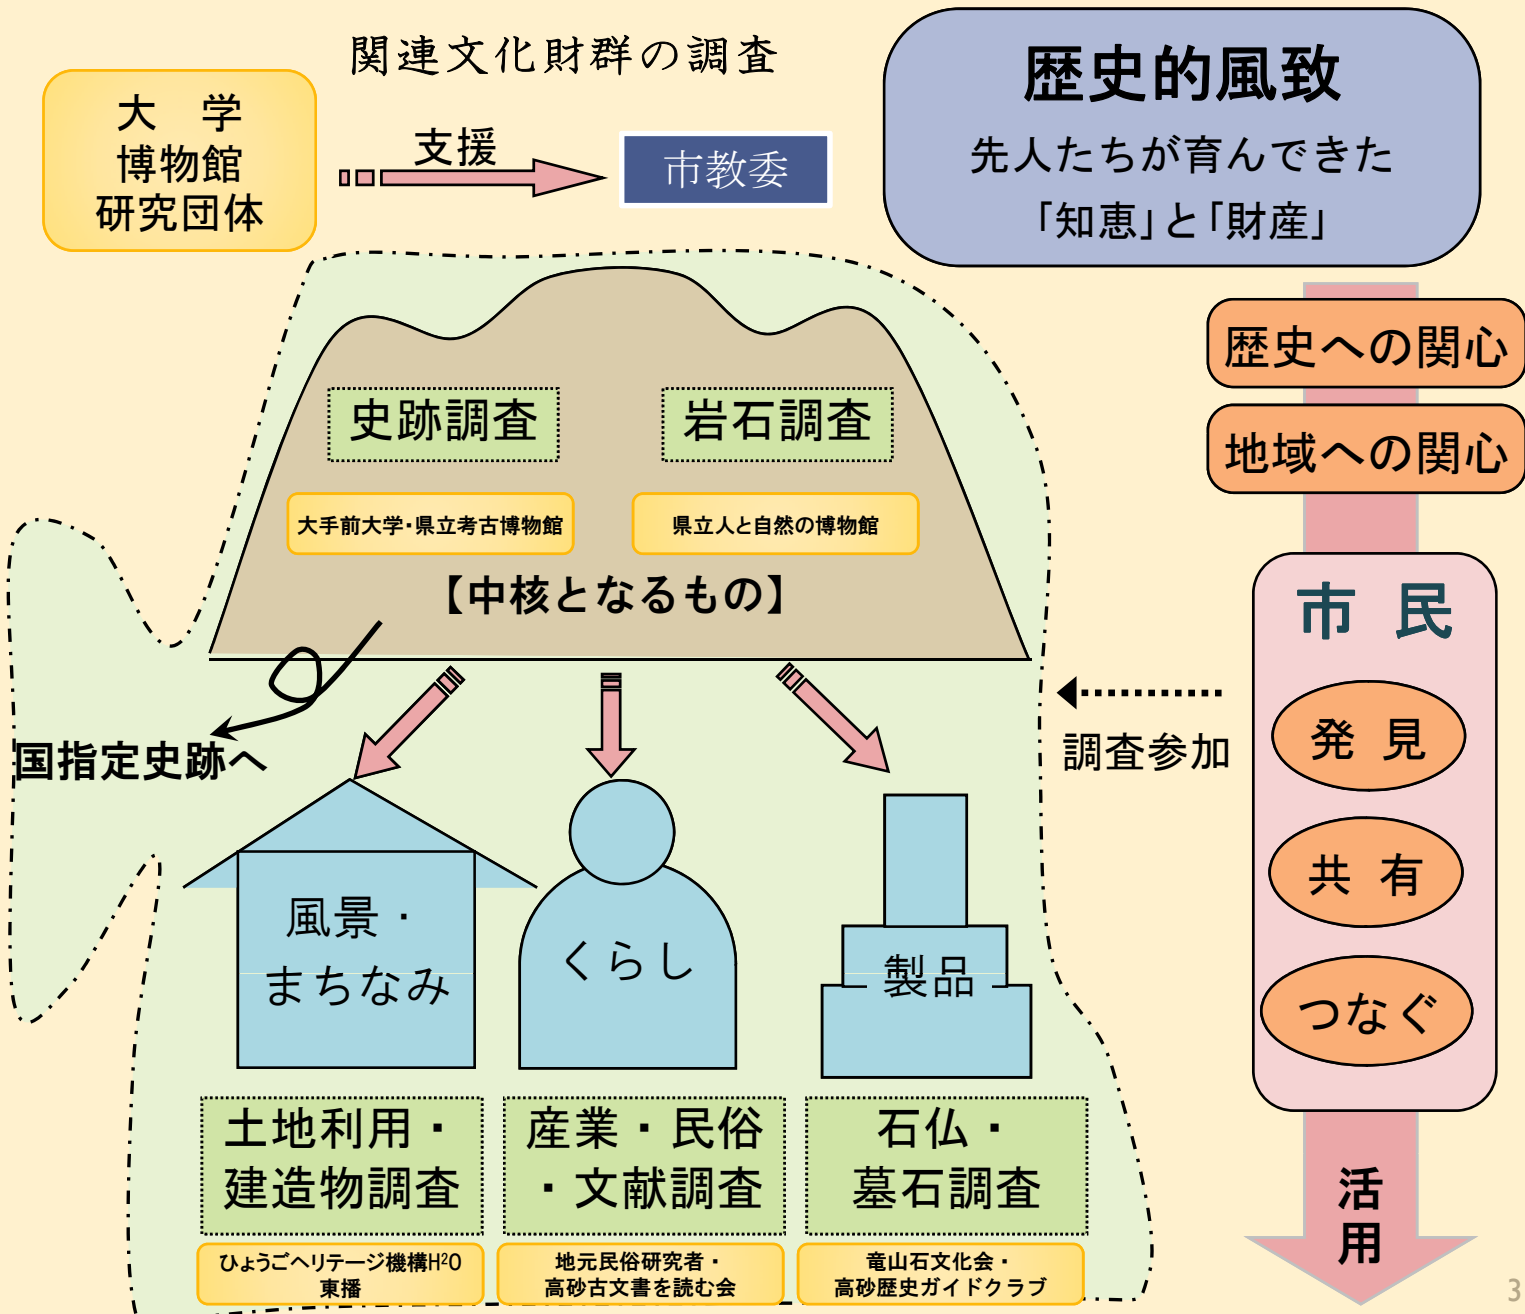 関連文化財群の調査
大　学
博物館
研究団体
支援
市教委
歴史的風致
先人たちが育んできた
「知恵」と「財産」
歴史への関心
地域への関心
史跡調査
岩石調査
大手前大学・県立考古博物館
県立人と自然の博物館
【中核となるもの】
国指定史跡へ
市 民
発 見
共 有
つなぐ
調査参加
風景・
まちなみ
くらし
製品
土地利用・
建造物調査
産業・民俗
・文献調査
石仏・
墓石調査
ひょうごヘリテージ機構H²O
東播
地元民俗研究者・
高砂古文書を読む会
竜山石文化会・
高砂歴史ガイドクラブ
活
用
3